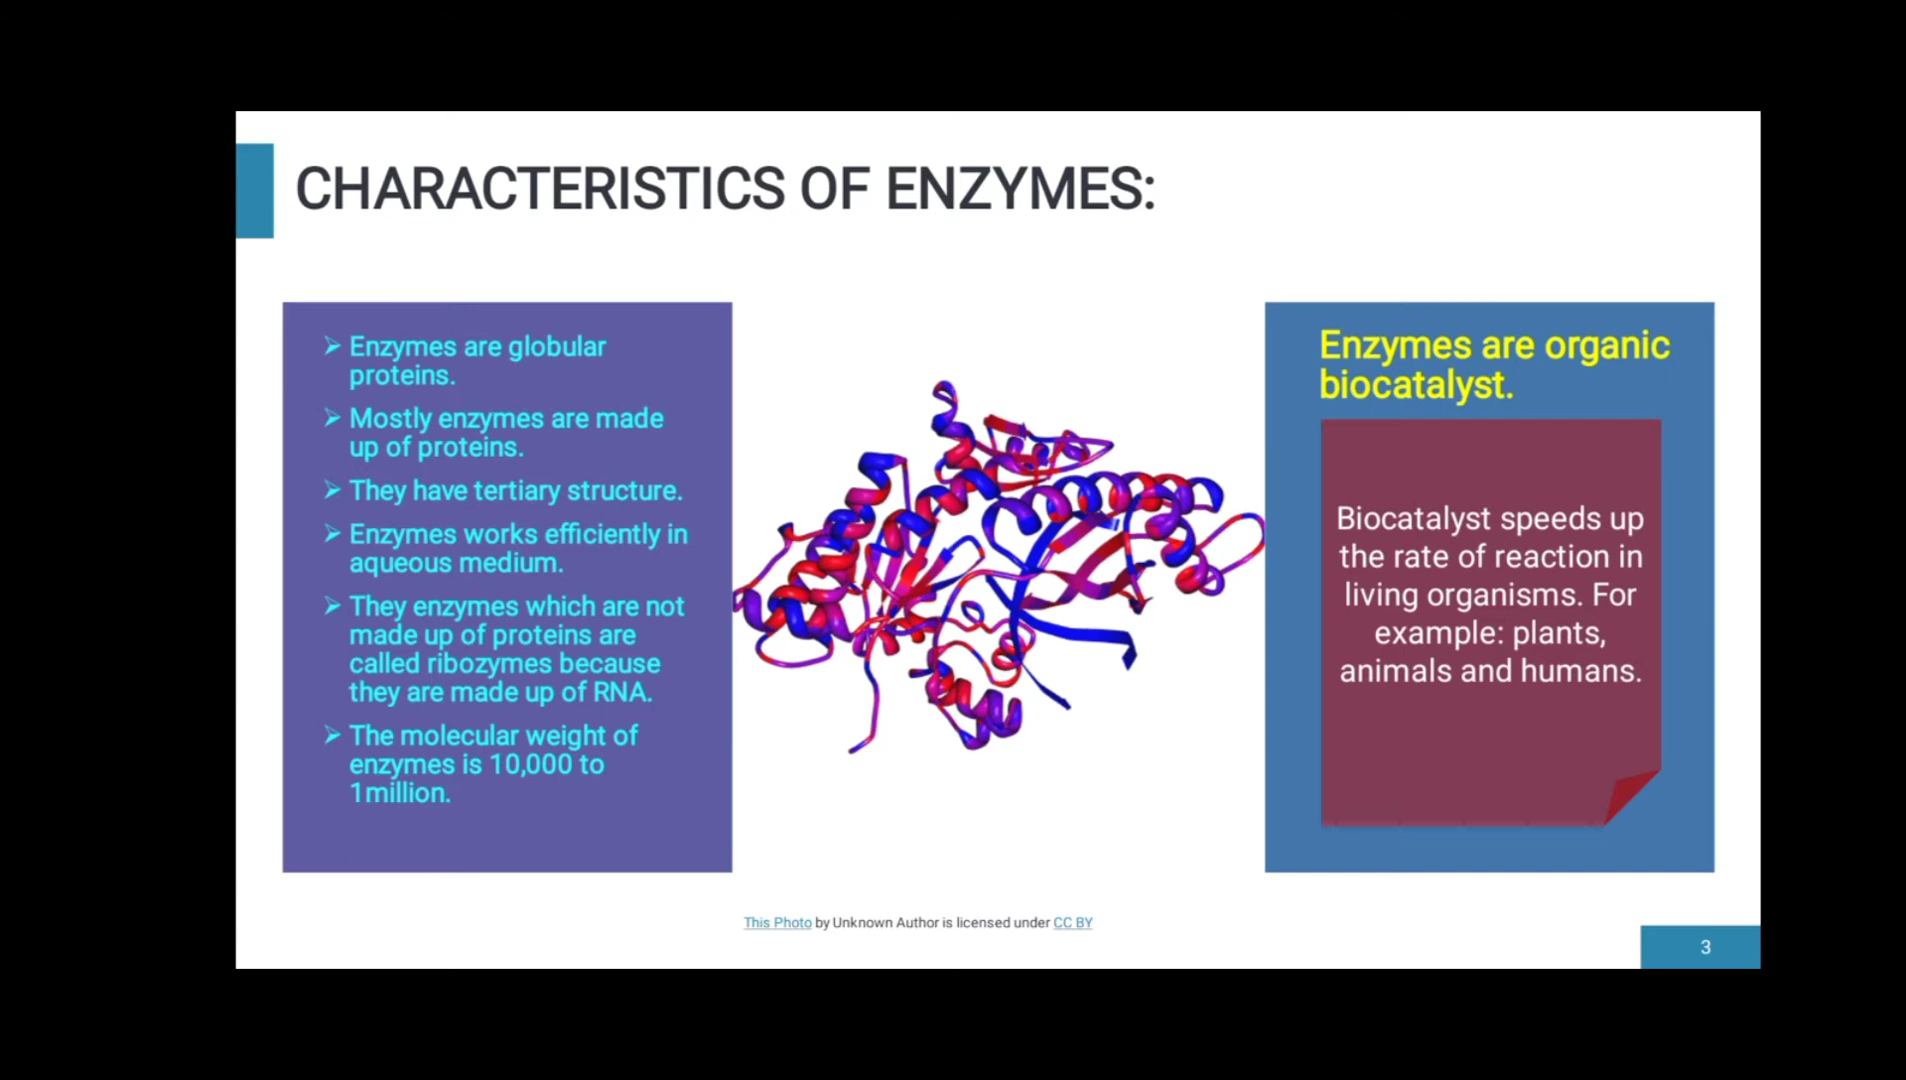 CHARACTERISTICS OF ENZYMES:
➢ Enzymes are globular
proteins.
➢ Mostly enzymes are made
up of proteins.
➢ They have tertiary structure.
➢ Enzymes works efficiently in
aqueous medium.
➢ They enzymes which are not
made up of proteins are
called ribozymes because
they are made up of RNA.
➢ The molecular weight of
enzymes is 10,000 to
1million.
Enzymes are organic
biocatalyst.
Biocatalyst speeds up
the rate of reaction in
living organisms. For
example: plants,
animals and humans.
This Photo by Unknown Author is licensed under CC BY
3